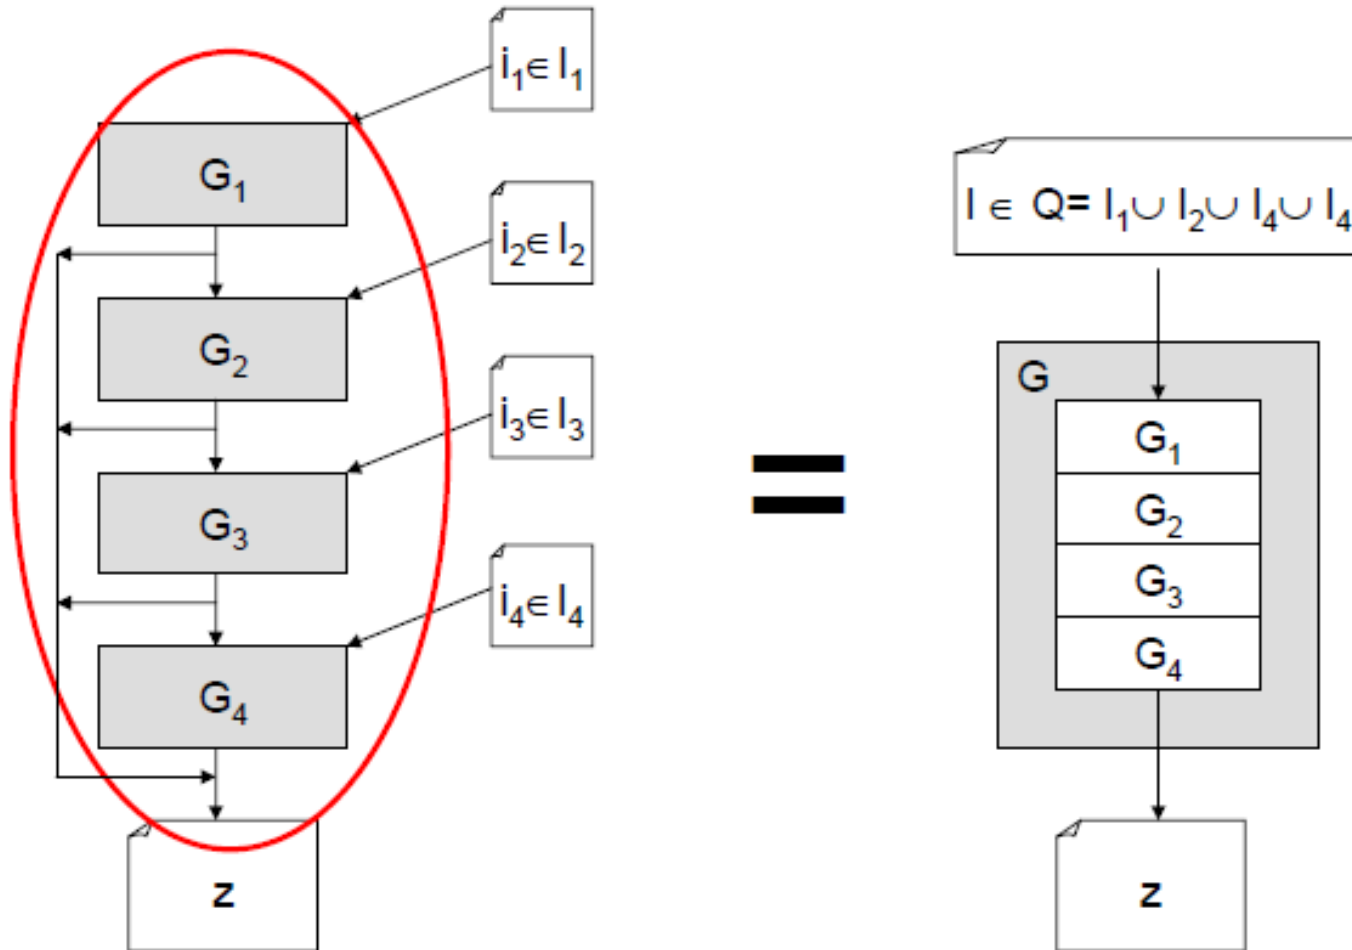 i₁∈ I₁
G₁
i₂∈ I₂
G₂
i₃∈ I₃
G₃
i₄∈ I₄
G₄
z
=
I ∈ Q= I₁∪ I₂∪ I₄∪ I₄
G
G₁
G₂
G₃
G₄
z